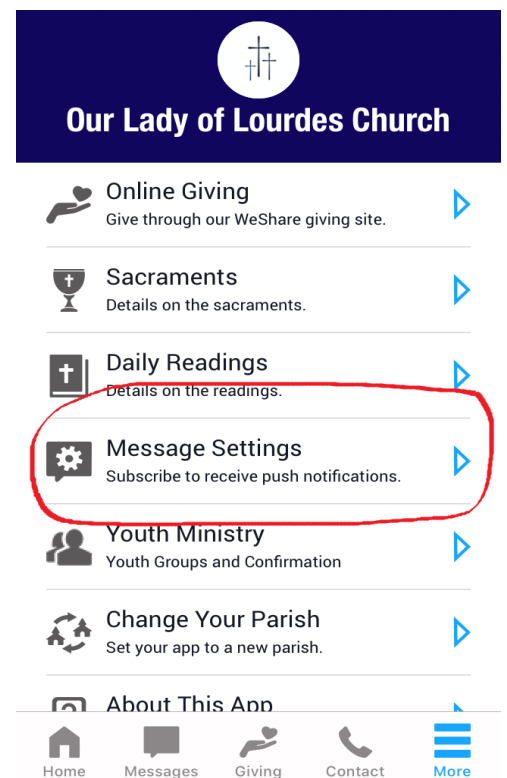 Our Lady of Lourdes Church
Online Giving
Give through our WeShare giving site.
Sacraments
Details on the sacraments.
Daily Readings
Details on the readings.
Message Settings
Subscribe to receive push notifications.
Youth Ministry
Youth Groups and Confirmation
Change Your Parish
Set your app to a new parish.
About This App
Home Messages Giving Contact More